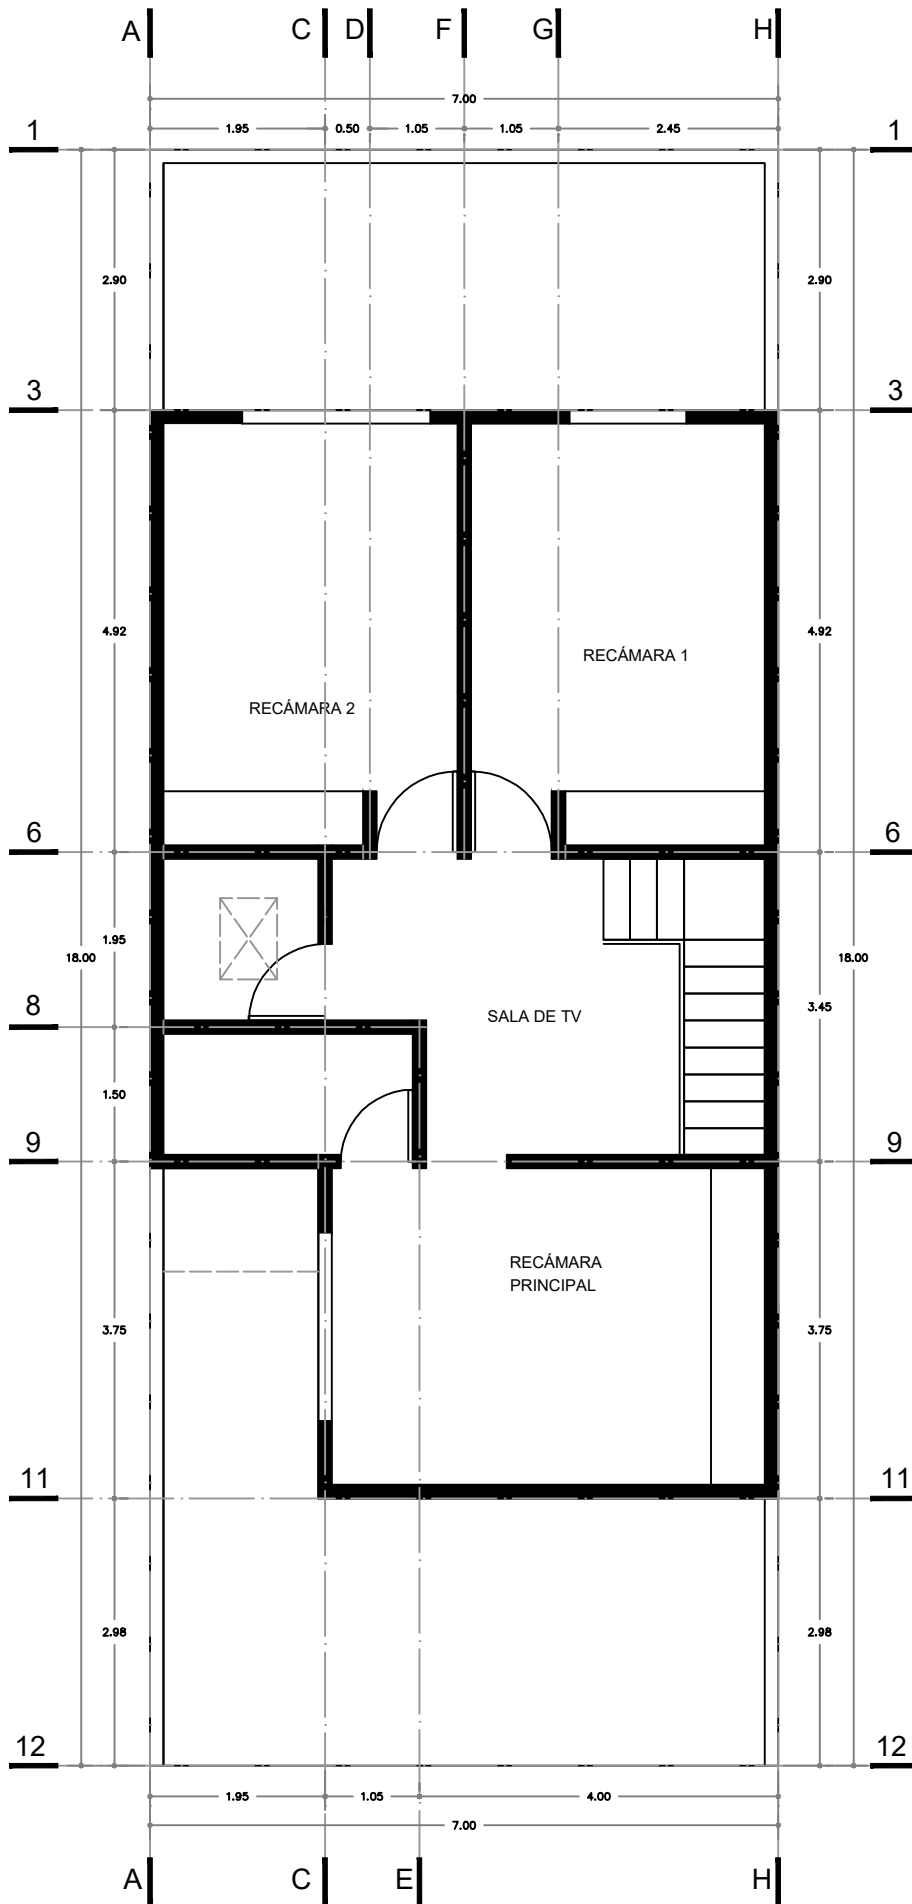 A C D F G H
7.00
1.95 0.50 1.05 1.05 2.45
1 1
2.90 2.90
3 3
4.92 4.92
RECÁMARA 1
RECÁMARA 2
6 6
1.95
18.00 18.00
8
3.45
SALA DE TV
1.50
9 9
RECÁMARA
PRINCIPAL
3.75 3.75
11 11
2.98 2.98
12 12
1.95 1.05 4.00
7.00
A C E H